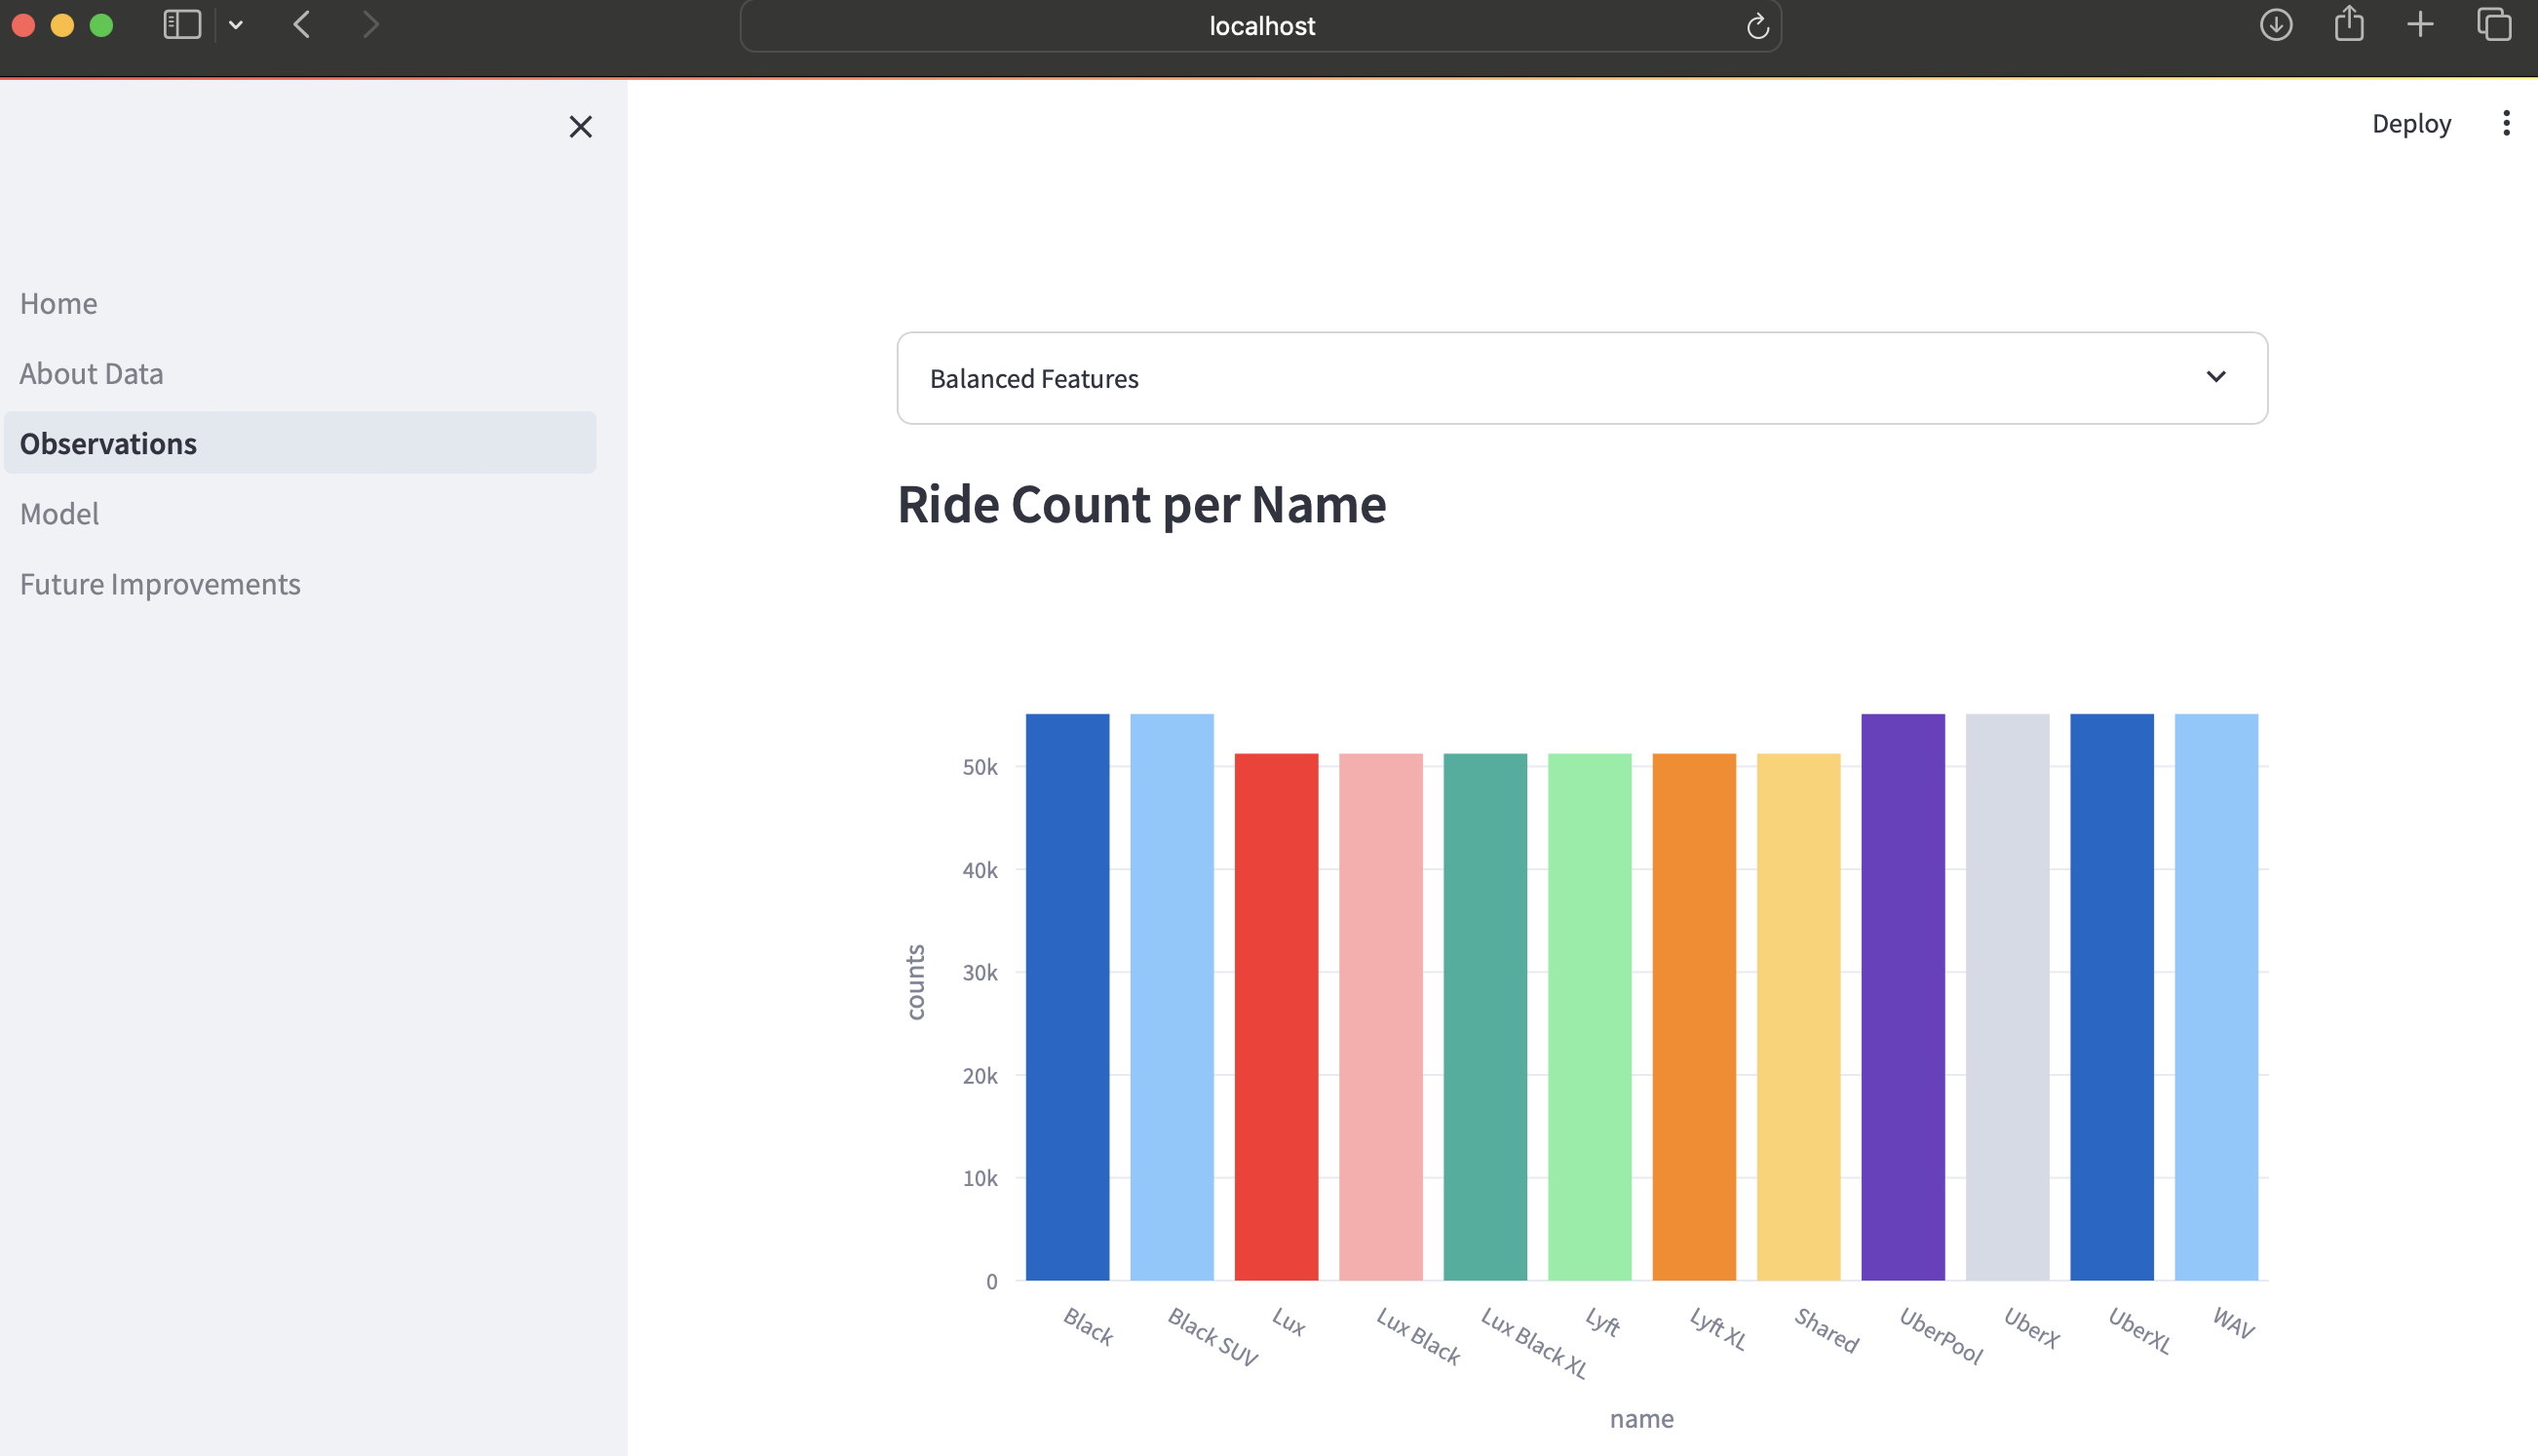 localhost
Deploy
Home
About Data
Observations
Model
Future Improvements
Balanced Features
Ride Count per Name
50k
40k
30k
20k
10k
0
counts
Black
Black SUV
Lux
Lux Black
Lux Black XL
Lyft
Lyft XL
Shared
UberPool
UberX
UberXL
WAV
name